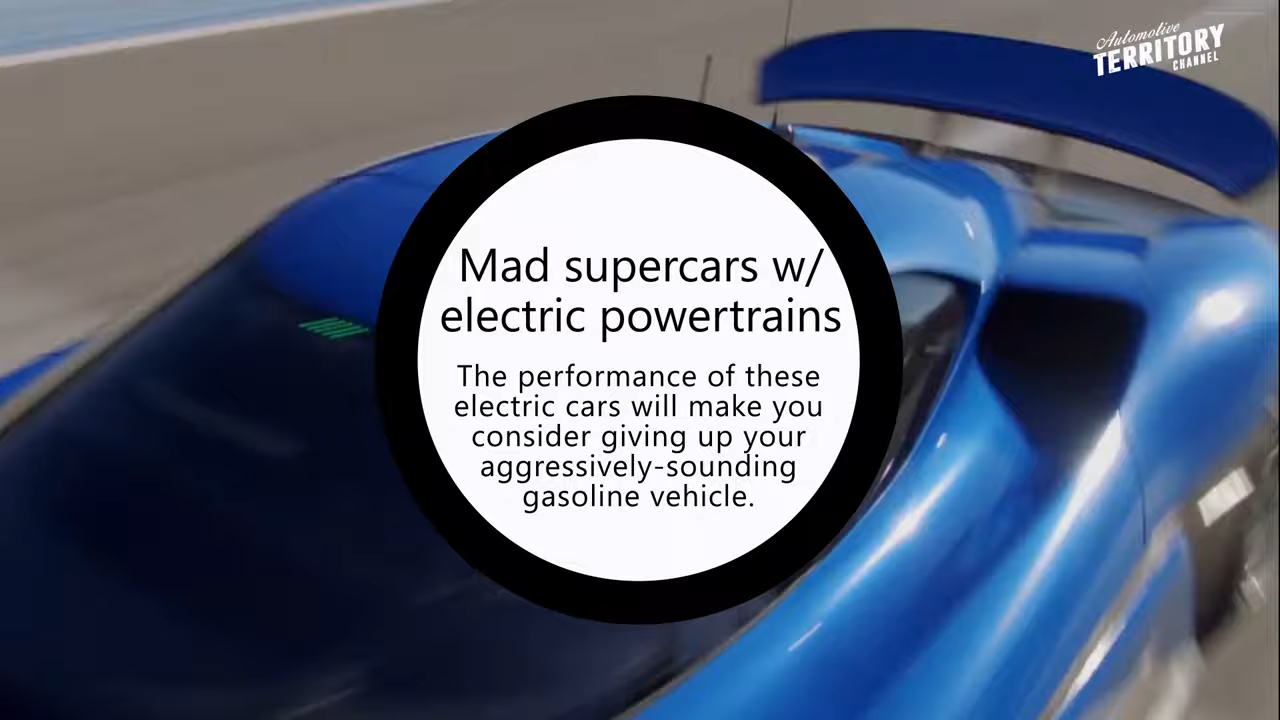 Automotive
TERRITORY
CHANNEL
Mad supercars w/
electric powertrains
The performance of these
electric cars will make you
consider giving up your
aggressively-sounding
gasoline vehicle.